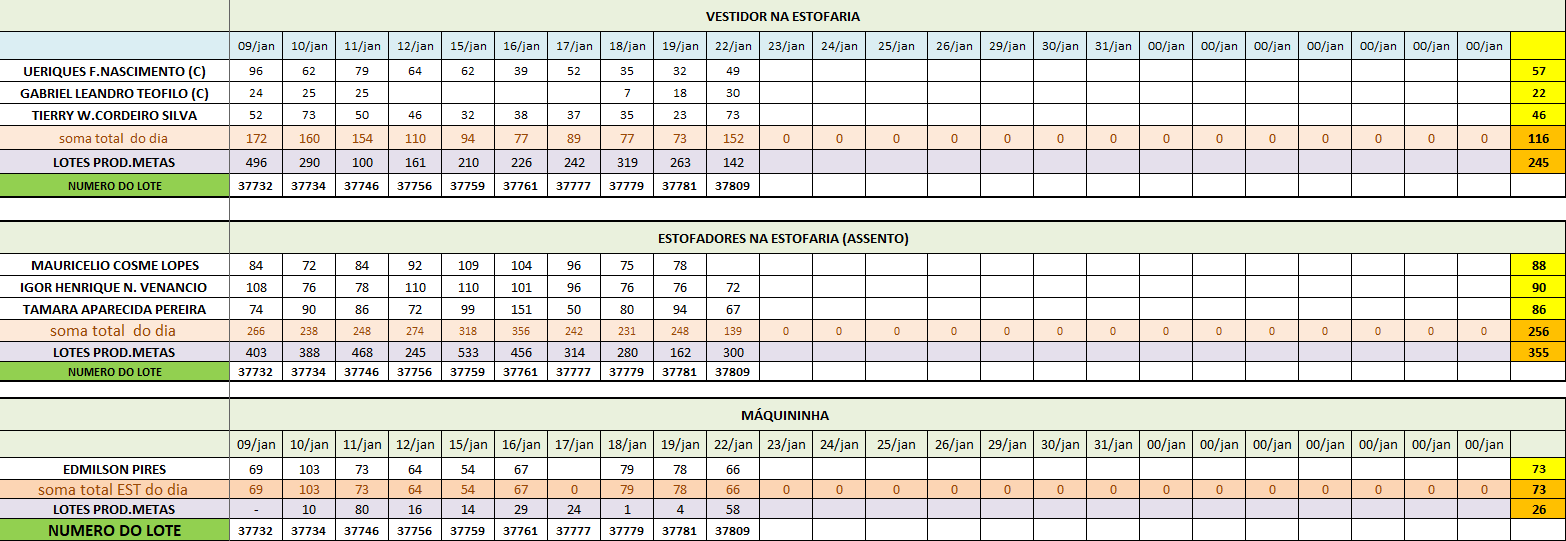 VESTIDOR NA ESTOFARIA
09/jan 10/jan 11/jan 12/jan 15/jan 16/jan 17/jan 18/jan 19/jan 22/jan 23/jan 24/jan 25/jan 26/jan 29/jan 30/jan 31/jan 00/jan 00/jan 00/jan 00/jan 00/jan 00/jan 00/jan
UERIQUES F.NASCIMENTO (C) 96 62 79 64 62 39 52 35 32 49 57
GABRIEL LEANDRO TEOFILO (C) 24 25 25 7 18 30 22
TIERRY W.CORDEIRO SILVA 52 73 50 46 32 38 37 35 23 73 46
soma total do dia 172 160 154 110 94 77 89 77 73 152 0 0 0 0 0 0 0 0 0 0 0 0 0 0 116
LOTES PROD.METAS 496 290 100 161 210 226 242 319 263 142 245
NUMERO DO LOTE 37732 37734 37746 37756 37759 37761 37777 37779 37781 37809
ESTOFADORES NA ESTOFARIA (ASSENTO)
MAURICELIO COSME LOPES 84 72 84 92 109 104 96 75 78 88
IGOR HENRIQUE N. VENANCIO 108 76 78 110 110 101 96 76 76 72 90
TAMARA APARECIDA PEREIRA 74 90 86 72 99 151 50 80 94 67 86
soma total do dia 266 238 248 274 318 356 242 231 248 139 0 0 0 0 0 0 0 0 0 0 0 0 0 0 256
LOTES PROD.METAS 403 388 468 245 533 456 314 280 162 300 355
NUMERO DO LOTE 37732 37734 37746 37756 37759 37761 37777 37779 37781 37809
MÁQUININHA
09/jan 10/jan 11/jan 12/jan 15/jan 16/jan 17/jan 18/jan 19/jan 22/jan 23/jan 24/jan 25/jan 26/jan 29/jan 30/jan 31/jan 00/jan 00/jan 00/jan 00/jan 00/jan 00/jan 00/jan
EDMILSON PIRES 69 103 73 64 54 67 79 78 66 73
soma total EST do dia 69 103 73 64 54 67 0 79 78 66 0 0 0 0 0 0 0 0 0 0 0 0 0 0 73
LOTES PROD.METAS - 10 80 16 14 29 24 1 4 58 26
NUMERO DO LOTE 37732 37734 37746 37756 37759 37761 37777 37779 37781 37809